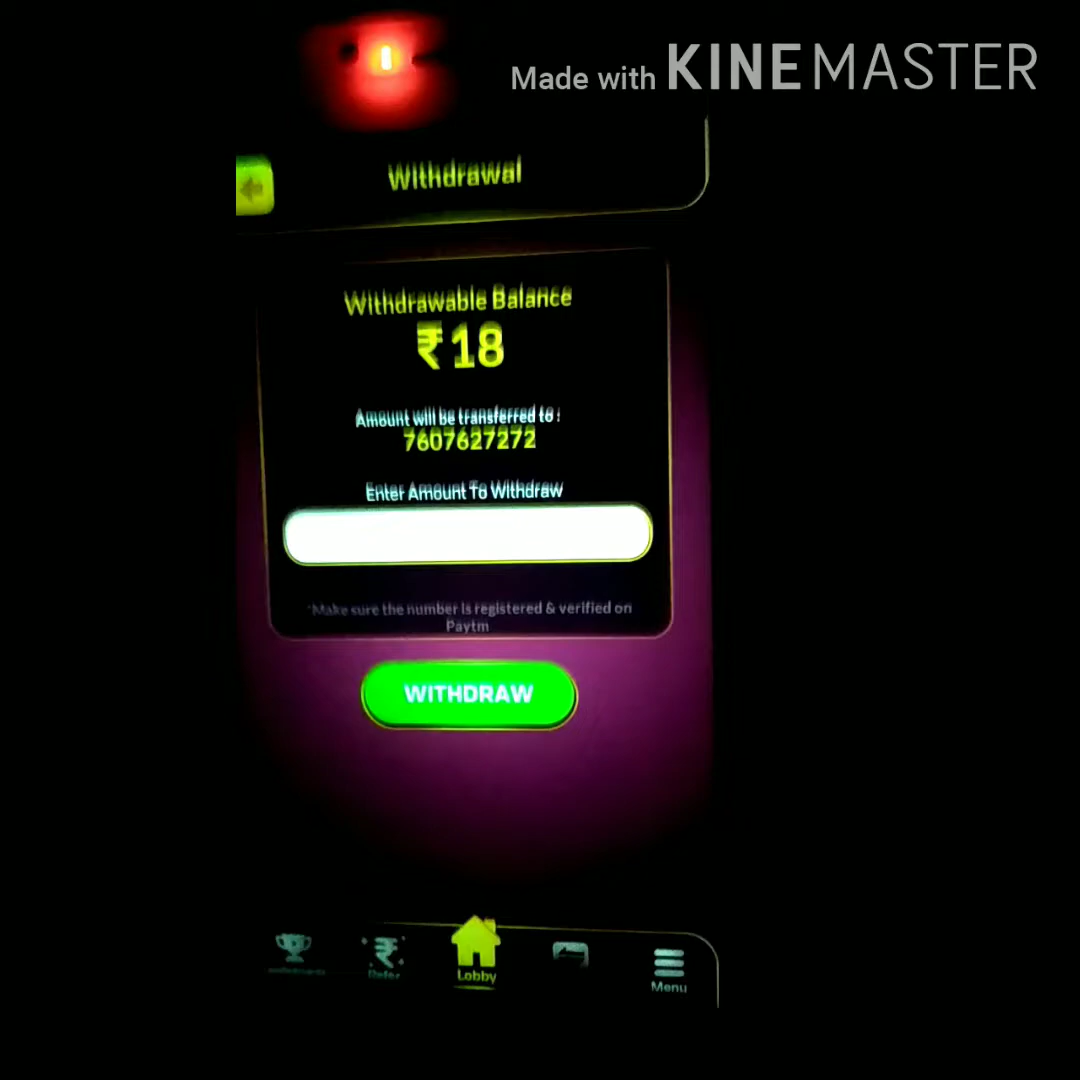 Made with KINEMASTER
Withdrawal
Withdrawable Balance
₹18
Amount will be transferred to :
7607627272
Enter Amount To Withdraw
*Make sure the number is registered & verified on
Paytm
WITHDRAW
Refer
Lobby
Menu